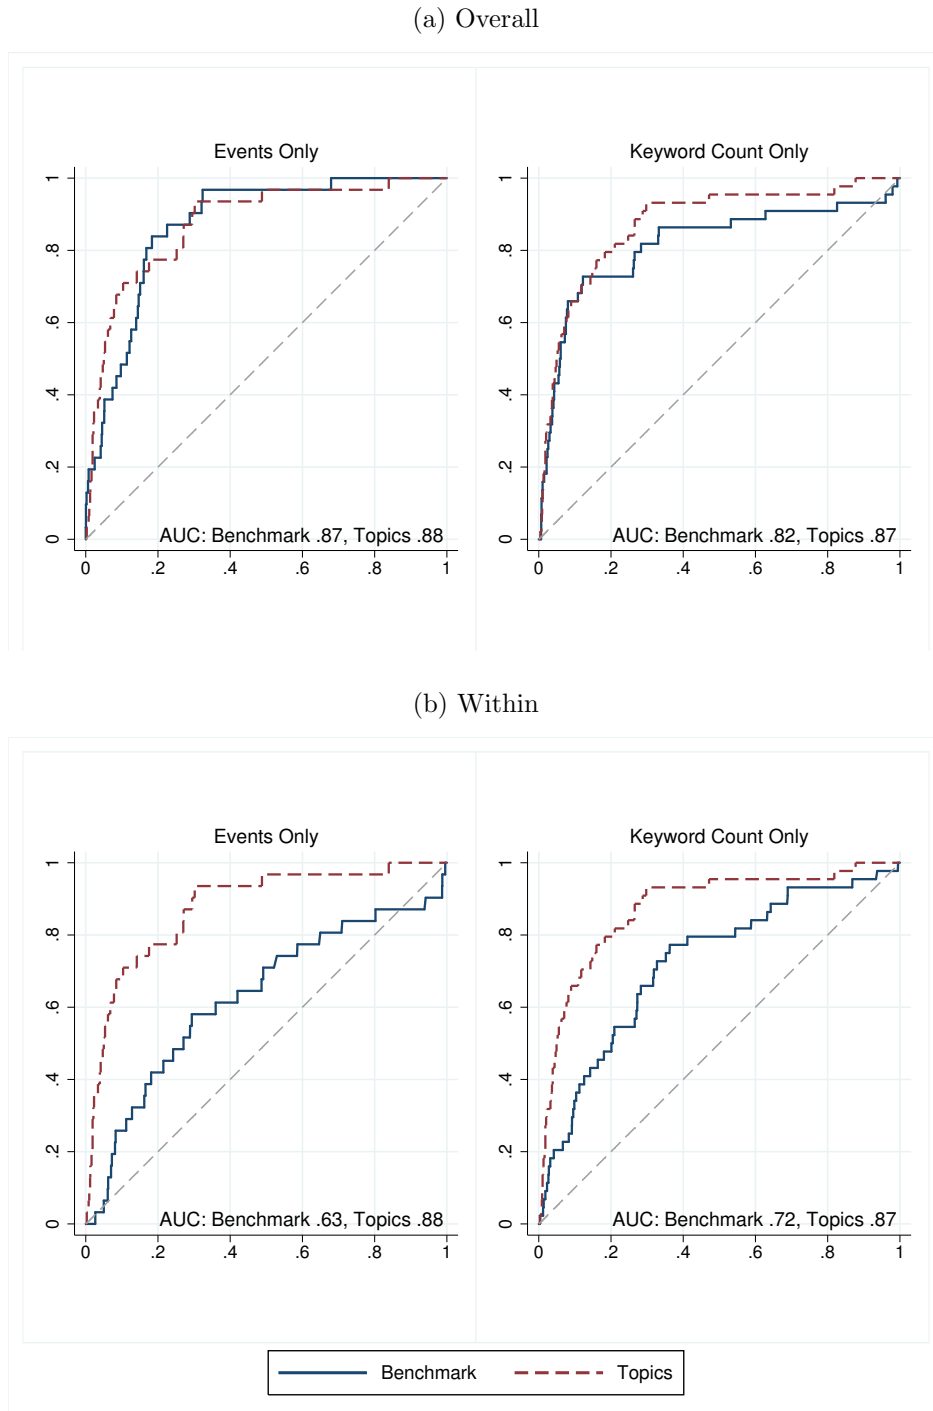 (a) Overall
Events Only
1
.8
.6
.4
.2
0
AUC: Benchmark .87, Topics .88
0 .2 .4 .6 .8 1
Keyword Count Only
1
.8
.6
.4
.2
0
AUC: Benchmark .82, Topics .87
0 .2 .4 .6 .8 1
(b) Within
Events Only
1
.8
.6
.4
.2
0
AUC: Benchmark .63, Topics .88
0 .2 .4 .6 .8 1
Keyword Count Only
1
.8
.6
.4
.2
0
AUC: Benchmark .72, Topics .87
0 .2 .4 .6 .8 1
Benchmark Topics